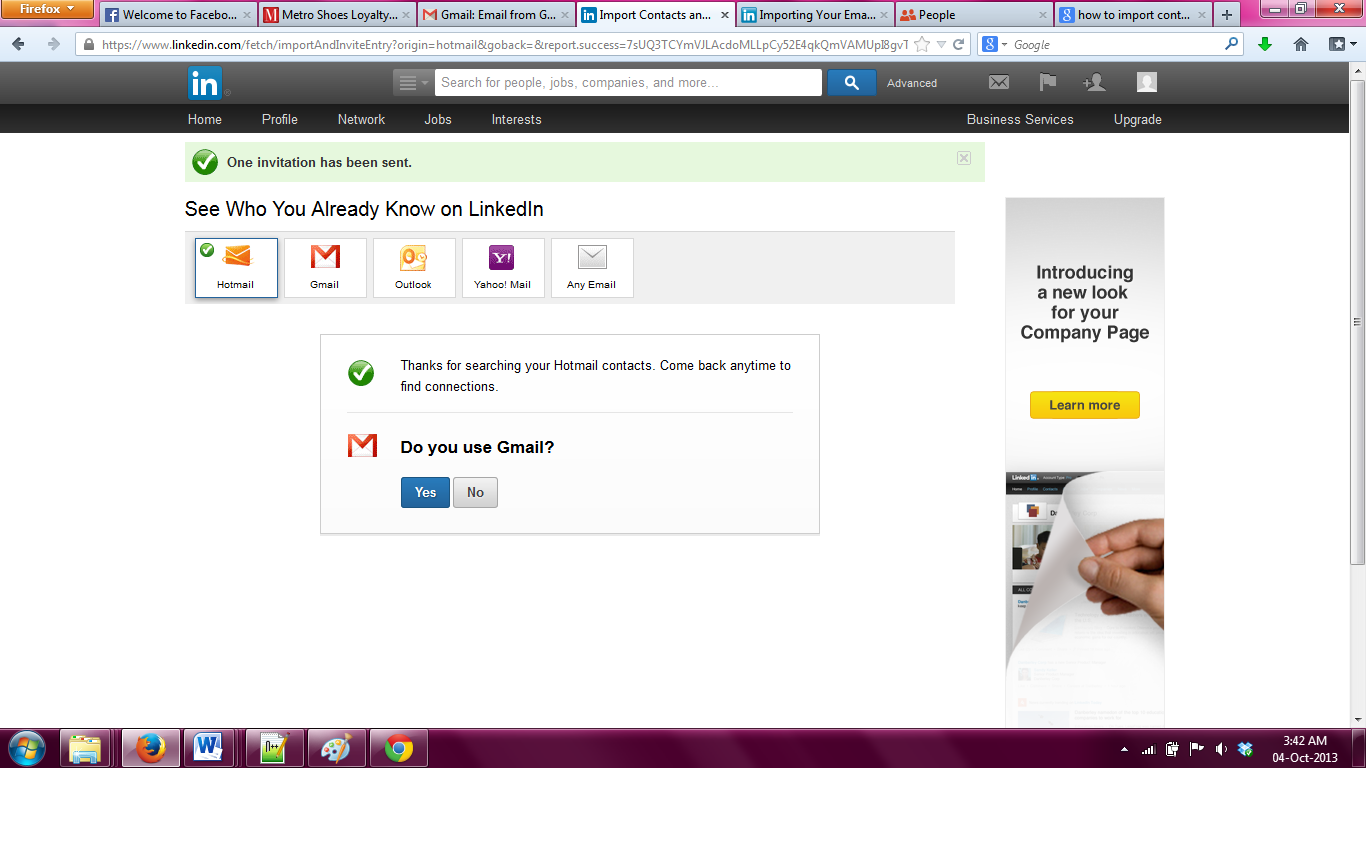 Firefox
Welcome to Facebo...
Metro Shoes Loyalty...
Gmail: Email from G...
Import Contacts an...
Importing Your Ema...
People
how to import cont...
https://www.linkedin.com/fetch/importAndInviteEntry?origin=hotmail&goback=&report.success=
Google
in
Search for people, jobs, companies, and more...
Advanced
Home Profile Network Jobs Interests Business Services Upgrade
One invitation has been sent.
See Who You Already Know on LinkedIn
Hotmail Gmail Outlook Yahoo! Mail Any Email
Thanks for searching your Hotmail contacts. Come back anytime to
find connections.
Do you use Gmail?
Yes No
Introducing
a new look
for your
Company Page
Learn more
Linked in
3:42 AM
04-Oct-2013